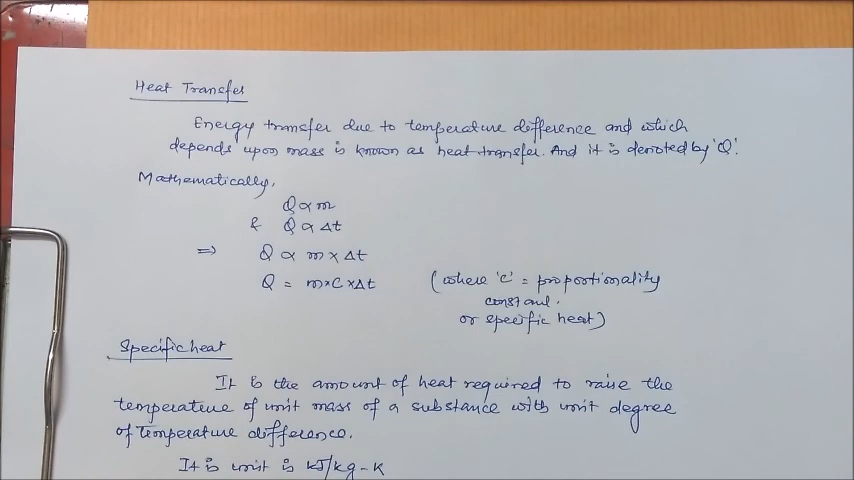 Heat Transfer
Energy transfer due to temperature difference and which
depends upon mass is known as heat transfer. And it is denoted by 'Q'.
Mathematically,
Q ∝ m
& Q ∝ Δt
⇒ Q ∝ m × Δt
Q = m × C × Δt (where 'C' = proportionality
constant.
or specific heat)
Specific heat
It is the amount of heat required to raise the
temperature of unit mass of a substance with unit degree
of temperature difference.
It is unit is kJ/kg-K